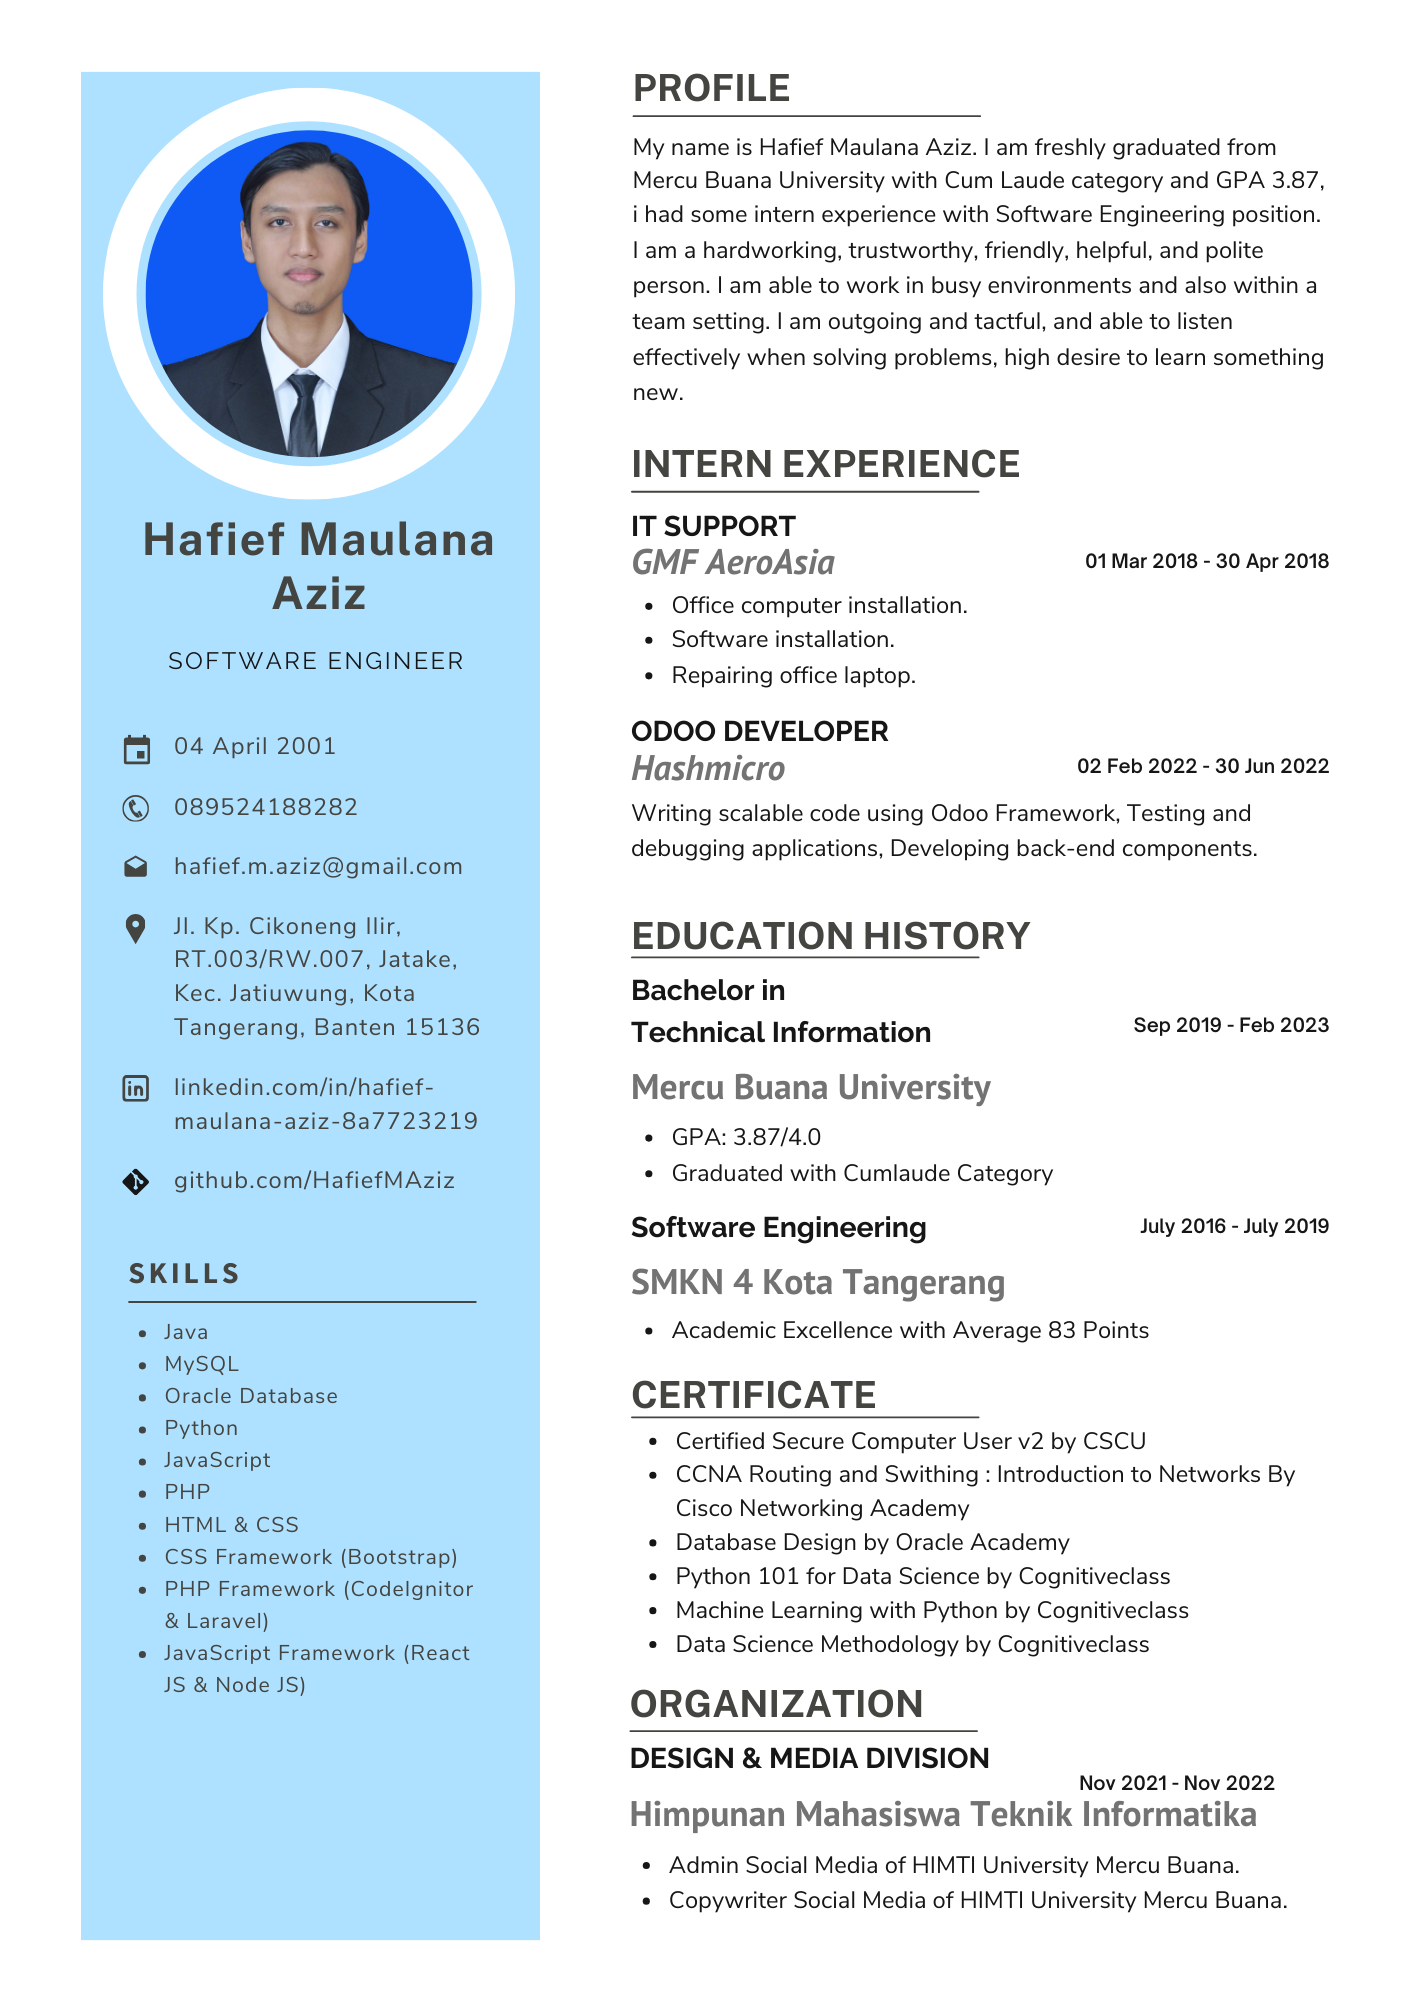 Hafief Maulana
Aziz
SOFTWARE ENGINEER
04 April 2001
089524188282
hafief.m.aziz@gmail.com
Jl. Kp. Cikoneng Ilir,
RT.003/RW.007, Jatake,
Kec. Jatiuwung, Kota
Tangerang, Banten 15136
linkedin.com/in/hafief-
maulana-aziz-8a7723219
github.com/HafiefMAziz
SKILLS
• Java
• MySQL
• Oracle Database
• Python
• JavaScript
• PHP
• HTML & CSS
• CSS Framework (Bootstrap)
• PHP Framework (CodeIgnitor
& Laravel)
• JavaScript Framework (React
JS & Node JS)
PROFILE
My name is Hafief Maulana Aziz. I am freshly graduated from
Mercu Buana University with Cum Laude category and GPA 3.87,
i had some intern experience with Software Engineering position.
I am a hardworking, trustworthy, friendly, helpful, and polite
person. I am able to work in busy environments and also within a
team setting. I am outgoing and tactful, and able to listen
effectively when solving problems, high desire to learn something
new.
INTERN EXPERIENCE
IT SUPPORT
GMF AeroAsia 01 Mar 2018 - 30 Apr 2018
• Office computer installation.
• Software installation.
• Repairing office laptop.
ODOO DEVELOPER
Hashmicro 02 Feb 2022 - 30 Jun 2022
Writing scalable code using Odoo Framework, Testing and
debugging applications, Developing back-end components.
EDUCATION HISTORY
Bachelor in
Technical Information Sep 2019 - Feb 2023
Mercu Buana University
• GPA: 3.87/4.0
• Graduated with Cumlaude Category
Software Engineering July 2016 - July 2019
SMKN 4 Kota Tangerang
• Academic Excellence with Average 83 Points
CERTIFICATE
• Certified Secure Computer User v2 by CSCU
• CCNA Routing and Swithing : Introduction to Networks By
Cisco Networking Academy
• Database Design by Oracle Academy
• Python 101 for Data Science by Cognitiveclass
• Machine Learning with Python by Cognitiveclass
• Data Science Methodology by Cognitiveclass
ORGANIZATION
DESIGN & MEDIA DIVISION
Nov 2021 - Nov 2022
Himpunan Mahasiswa Teknik Informatika
• Admin Social Media of HIMTI University Mercu Buana.
• Copywriter Social Media of HIMTI University Mercu Buana.